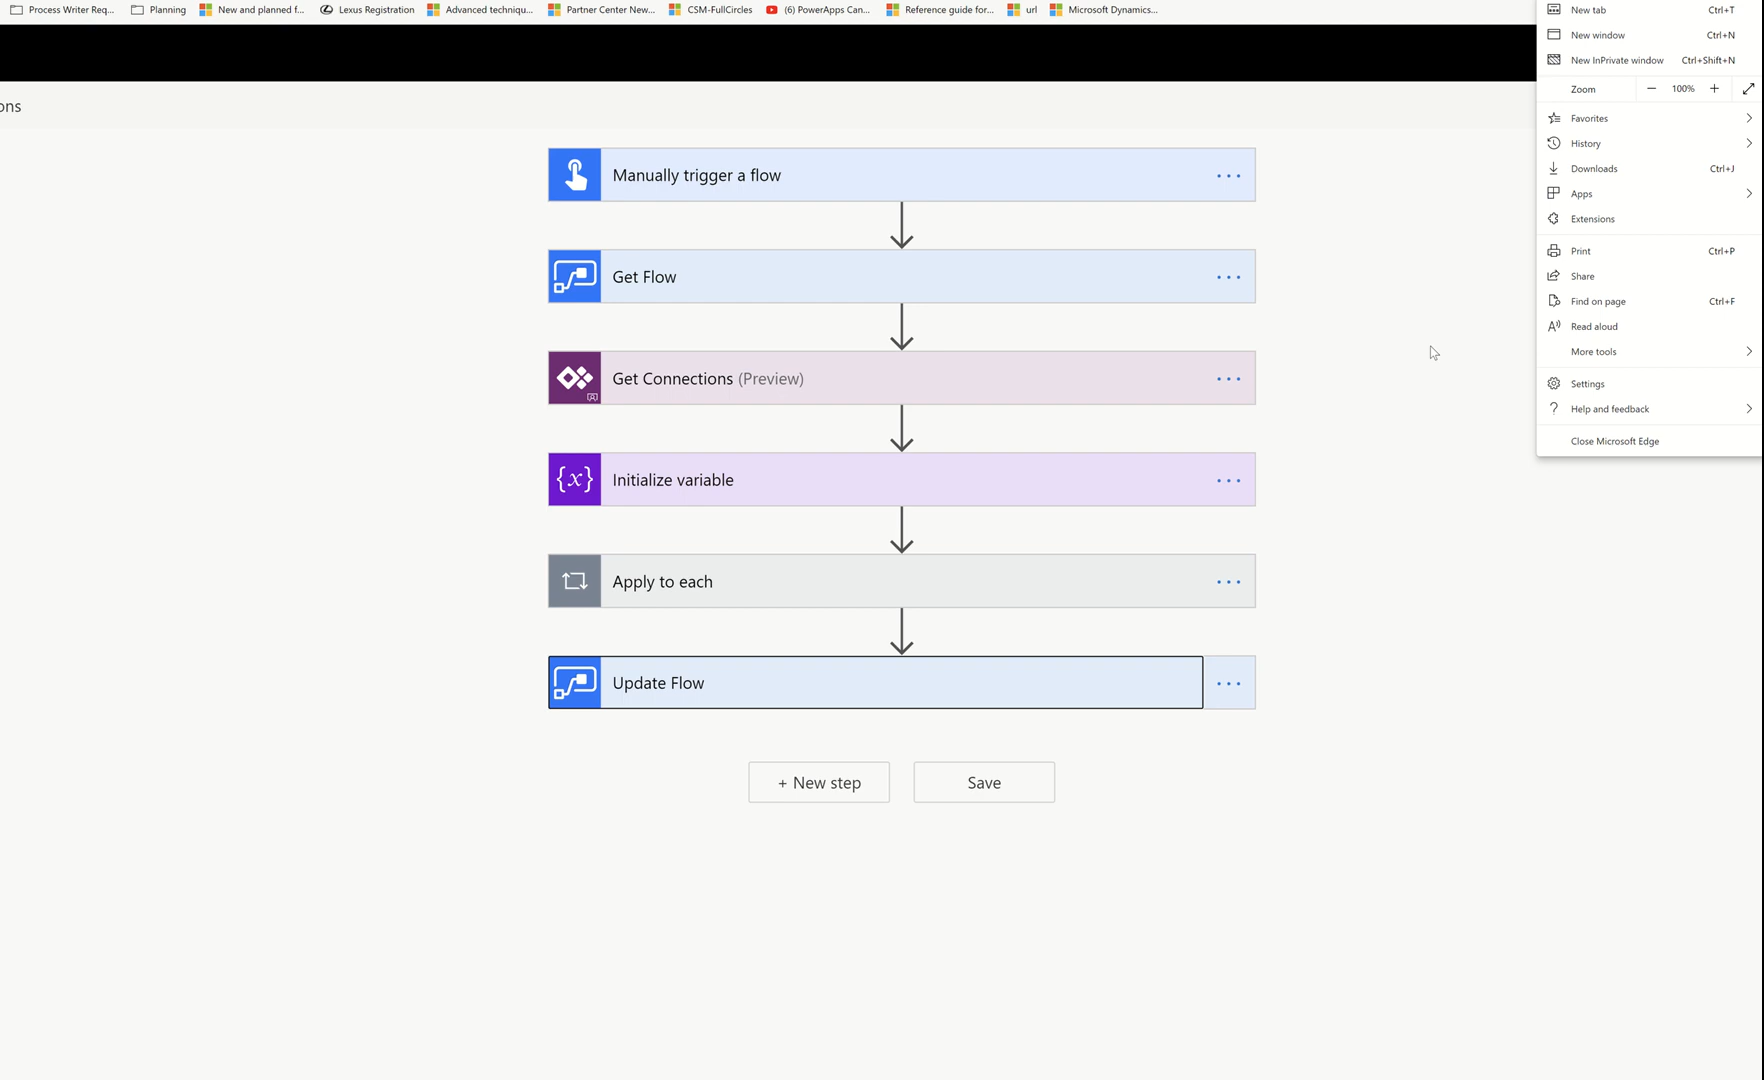 Process Writer Req...
Planning
New and planned f...
Lexus Registration
Advanced techniqu...
Partner Center New...
CSM-FullCircles
(6) PowerApps Can...
Reference guide for...
url
Microsoft Dynamics...
ons
Manually trigger a flow
Get Flow
Get Connections (Preview)
{x} Initialize variable
Apply to each
Update Flow
+ New step
Save
New tab Ctrl+T
New window Ctrl+N
New InPrivate window Ctrl+Shift+N
Zoom — 100% +
Favorites
History
Downloads Ctrl+J
Apps
Extensions
Print Ctrl+P
Share
Find on page Ctrl+F
Read aloud
More tools
Settings
Help and feedback
Close Microsoft Edge